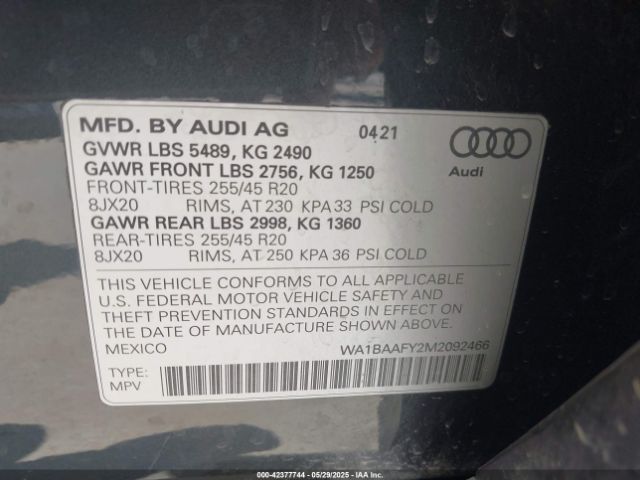 MFD. BY AUDI AG 0421
GVWR LBS 5489, KG 2490
GAWR FRONT LBS 2756, KG 1250
FRONT-TIRES 255/45 R20
8JX20 RIMS, AT 230 KPA 33 PSI COLD
GAWR REAR LBS 2998, KG 1360
REAR-TIRES 255/45 R20
8JX20 RIMS, AT 250 KPA 36 PSI COLD
Audi
THIS VEHICLE CONFORMS TO ALL APPLICABLE
U.S. FEDERAL MOTOR VEHICLE SAFETY AND
THEFT PREVENTION STANDARDS IN EFFECT ON
THE DATE OF MANUFACTURE SHOWN ABOVE.
MEXICO WA1BAAFY2M2092466
TYPE:
MPV
000-42377744 | 05/29/2025 | IAAI.COM